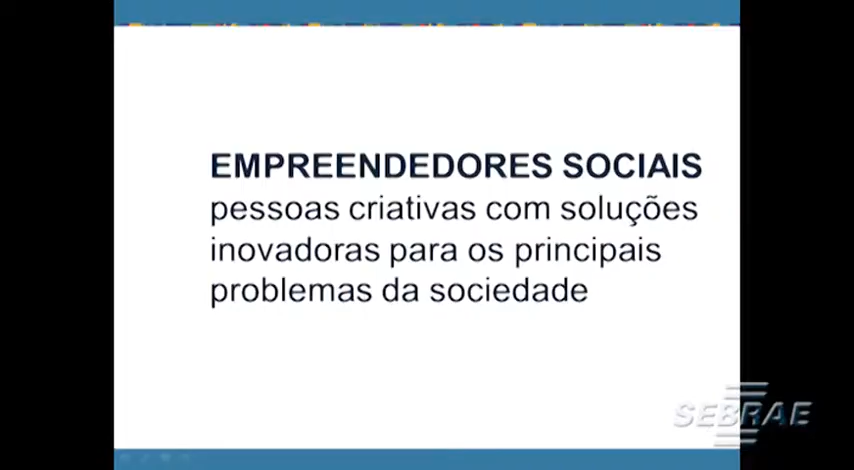 EMPREENDEDORES SOCIAIS
pessoas criativas com soluções
inovadoras para os principais
problemas da sociedade
SEBRAE